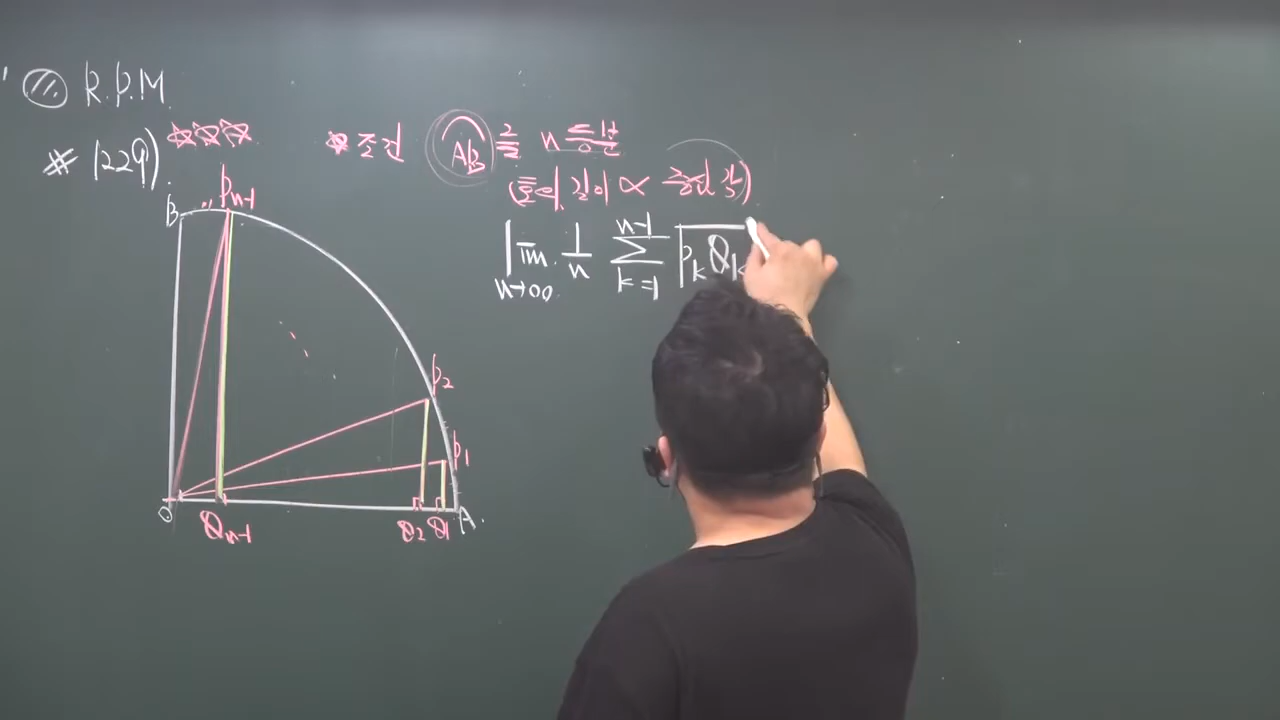 R.P.M
# 1229) ☆☆☆
* 조건 AB를 n등분
(호의 길이 ∝ 중심각)
lim n→∞ 1/n Σ k=1 n-1 PkQk
B Pn-1
P2
P1
O Qn-1 Q2 Q1 A